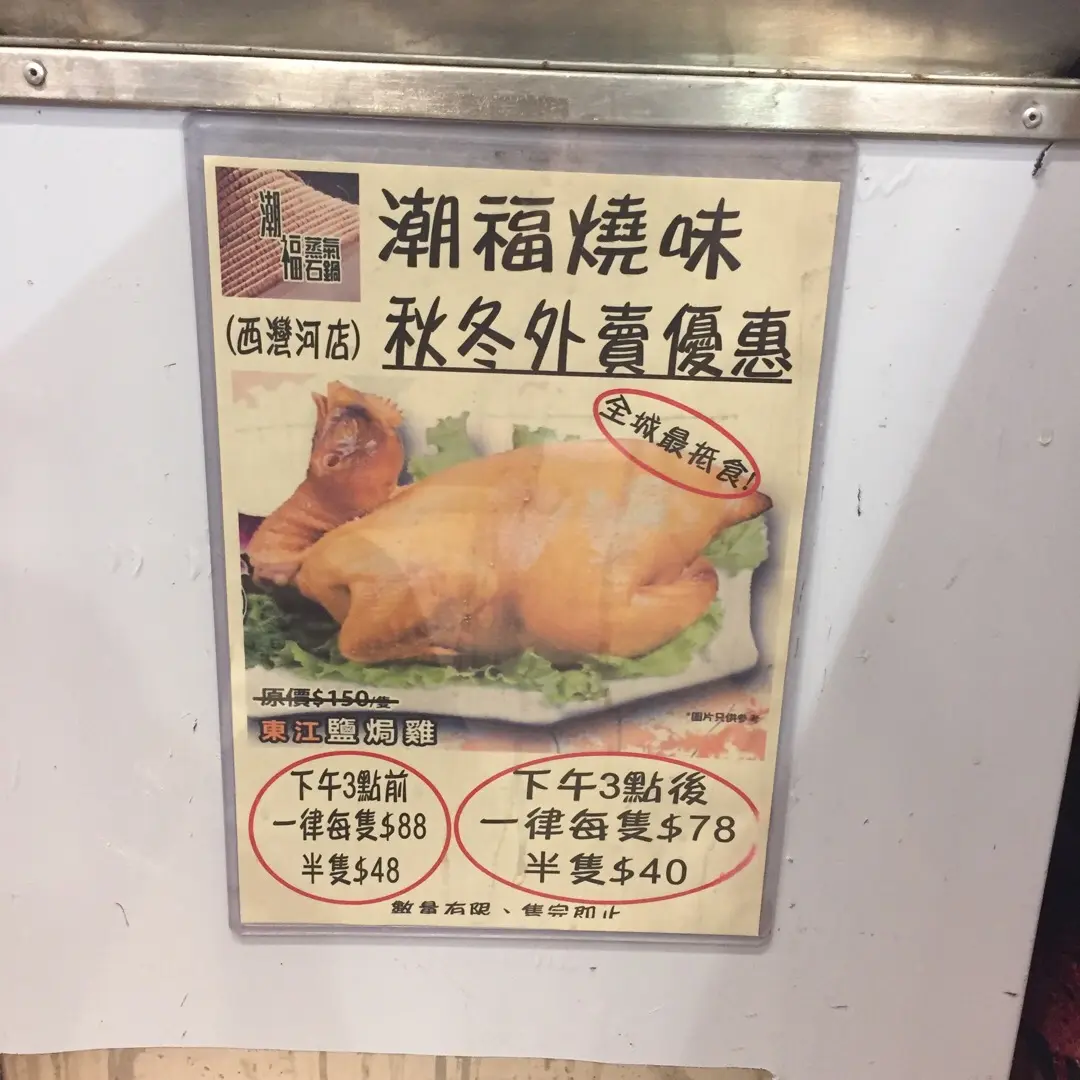 潮
福蒸氣
石鍋
潮福燒味
(西灣河店)
秋冬外賣優惠
全城最抵食!
原價$150/隻
東江鹽焗雞
*圖片只供參考
下午3點前
一律每隻$88
半隻$48
下午3點後
一律每隻$78
半隻$40
數量有限、售完即止